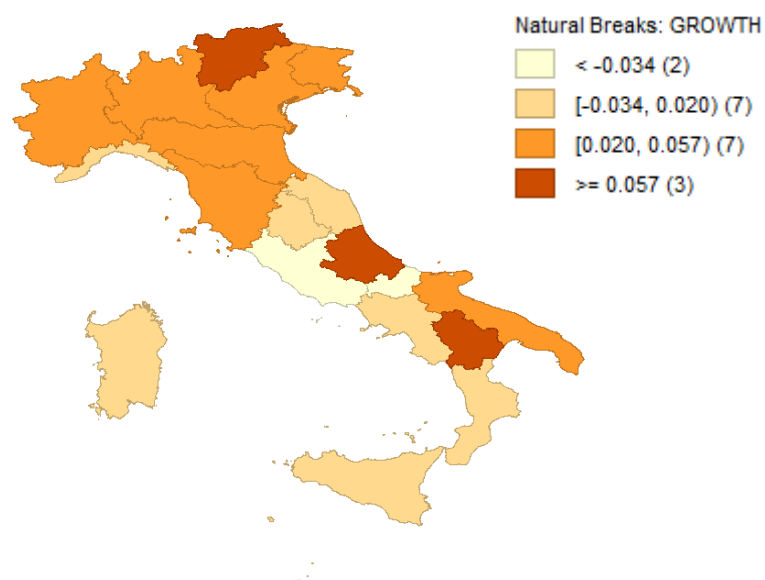 Natural Breaks: GROWTH
< -0.034 (2)
[-0.034, 0.020) (7)
[0.020, 0.057) (7)
>= 0.057 (3)